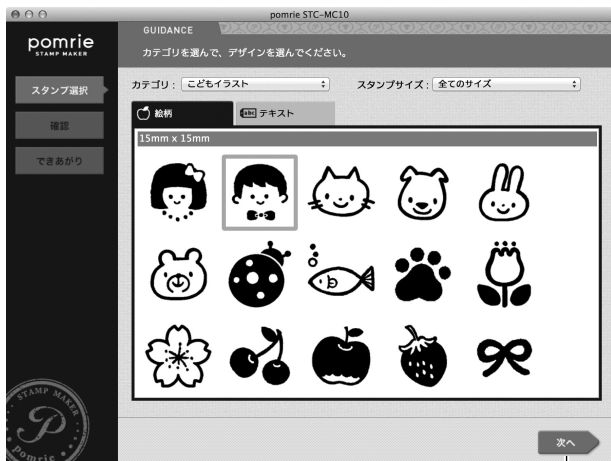 pomrie STC-MC10
pomrie
STAMP MAKER
GUIDANCE
カテゴリを選んで、デザインを選んでください。
スタンプ選択
確認
できあがり
カテゴリ： こどもイラスト
スタンプサイズ： 全てのサイズ
絵柄
abc テキスト
15mm x 15mm
STAMP MAKER
P
Pomrie
次へ